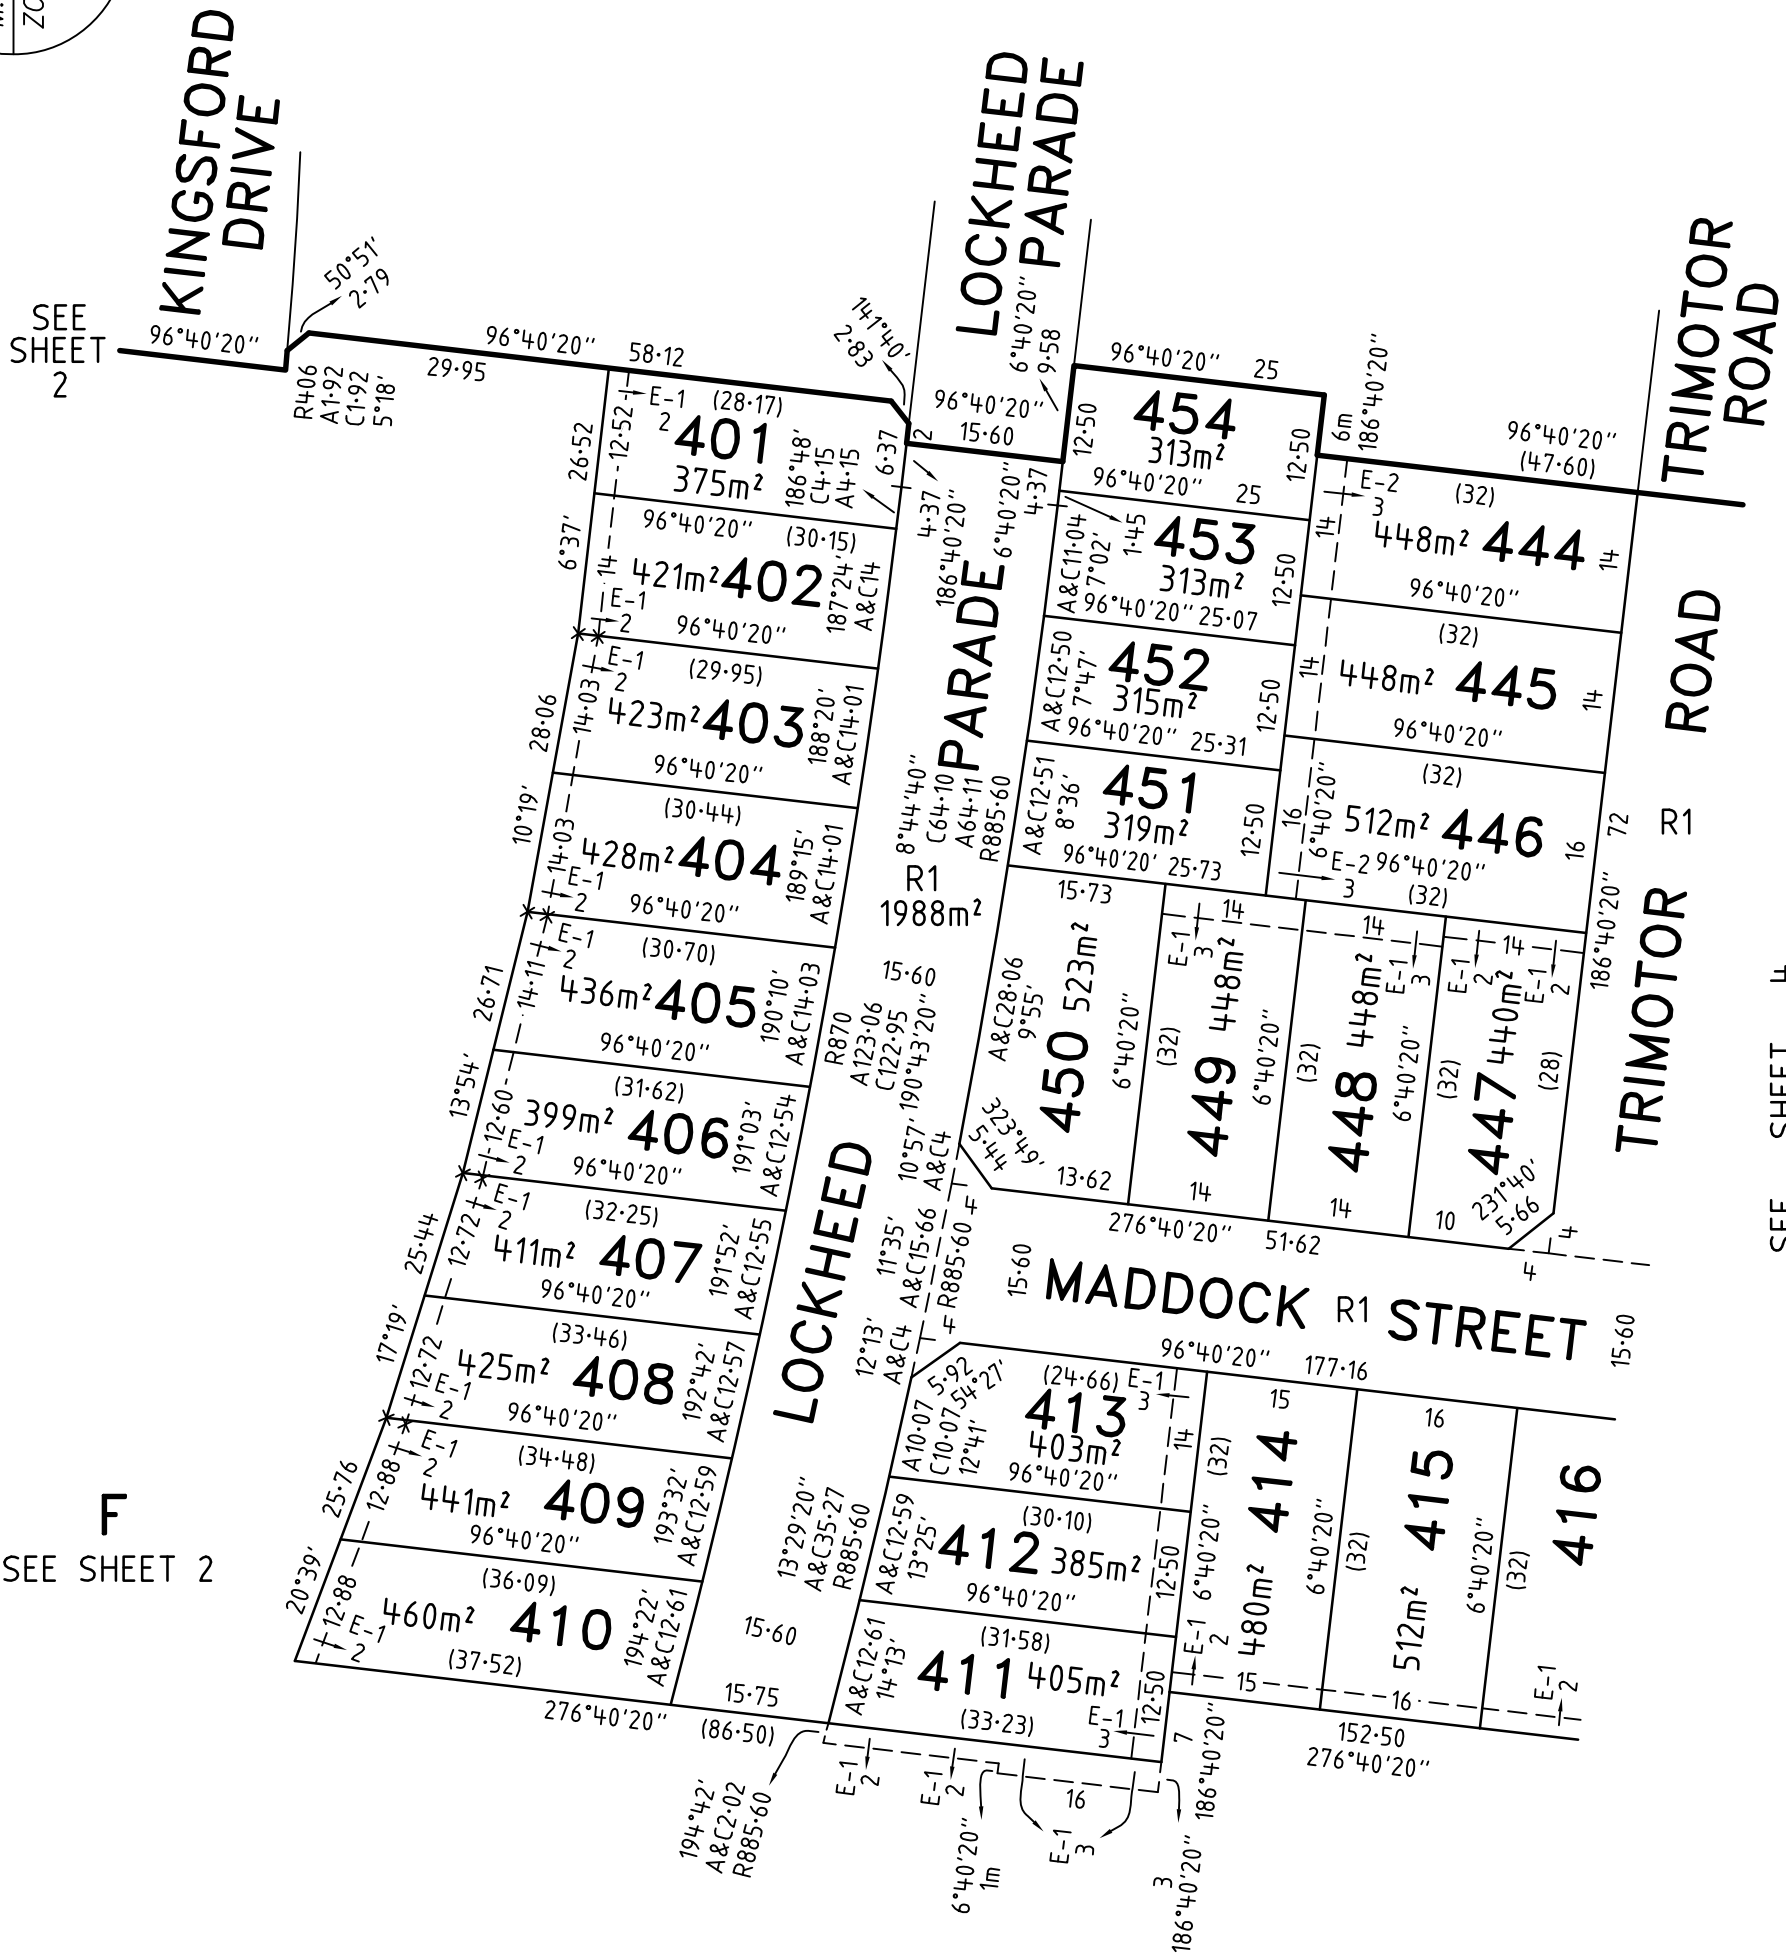 KINGSFORD
DRIVE
LOCKHEED
PARADE
TRIMOTOR
ROAD
SEE
SHEET
2
96°40'20"
50°51'
2·79
R406
A1·92
C1·92
5°18'
96°40'20"
58·12
29·95
141°40'
2·83
96°40'20"
15·60
2
6°40'20"
9·58
96°40'20"
25
6m
186°40'20"
96°40'20"
(47·60)
E-1
2
(28·17)
401
375m²
26·52
12·52
186°48'
C4·15
A4·15
6·37
4·37
186°40'20"
6°40'20"
4·37
12·50
454
313m²
12·50
96°40'20"
25
A&C11·04
7°02'
1·45
453
313m²
12·50
96°40'20" 25·07
A&C12·50
7°47'
452
315m²
12·50
96°40'20" 25·31
A&C12·51
8°36'
451
319m²
12·50
96°40'20' 25·73
E-2
3
(32)
14
448m² 444
14
96°40'20"
(32)
14
448m² 445
14
96°40'20"
(32)
16
6°40'20"
512m² 446
16
E-2 96°40'20"
3
(32)
72
186°40'20"
R1
ROAD
TRIMOTOR
96°40'20"
(30·15)
6°37'
14
421m² 402
187°24'
A&C14
E-1
2
96°40'20"
E-1
2
(29·95)
28·06
14·03
423m² 403
188°20'
A&C14·01
96°40'20"
(30·44)
10°19'
14·03
428m² 404
189°15'
A&C14·01
E-1
2
96°40'20"
E-1
2
(30·70)
26·71
14·11
436m² 405
190°10'
A&C14·03
96°40'20"
(31·62)
13°54'
12·60
399m² 406
191°03'
A&C12·54
E-1
2
96°40'20"
E-1
2
(32·25)
25·44
12·72
411m² 407
191°52'
A&C12·55
96°40'20"
(33·46)
17°19'
12·72
425m² 408
192°42'
A&C12·57
E-1
2
96°40'20"
E-1
2
(34·48)
25·76
12·88
441m² 409
193°32'
A&C12·59
96°40'20"
(36·09)
20°39'
12·88
460m² 410
194°22'
A&C12·61
E-1
2
(37·52)
F
SEE SHEET 2
PARADE
8°44'40"
C64·10
A64·11
R885·60
R1
1988m²
15·60
R870
A123·06
C122·95
190°43'20"
LOCKHEED
15·73
A&C28·06
9°55'
450 523m²
6°40'20"
323°49'
5·44
13·62
14
E-1
3
449 448m²
(32)
6°40'20"
14
14
E-1
3
448 448m²
(32)
6°40'20"
14
14
E-1
2
E-1
2
447 440m²
(32)
(28)
10
231°40'
5·66
4
4
276°40'20"
51·62
10°57'
A&C4
4
11°35'
A&C15·66
R885·60
12°13'
A&C4
4
15·60
MADDOCK R1 STREET
15·60
96°40'20"
177·16
5·92
54°27'
(24·66)
E-1
3
A10·07
C10·07
12°41'
413
403m²
14
96°40'20"
(30·10)
A&C12·59
13°25'
412 385m²
12·50
96°40'20"
(31·58)
A&C12·61
14°13'
411 405m²
12·50
(33·23)
E-1
3
15
(32)
414
6°40'20"
480m²
6°40'20"
E-1
2
15
16
(32)
415
512m²
6°40'20"
16
(32)
416
E-1
2
152·50
276°40'20"
13°29'20"
A&C35·27
R885·60
15·60
15·75
276°40'20"
(86·50)
194°42'
A&C2·02
R885·60
E-1
2
E-1
2
6°40'20"
1m
16
E-1
3
7
186°40'20"
3
186°40'20"
SEE SHEET